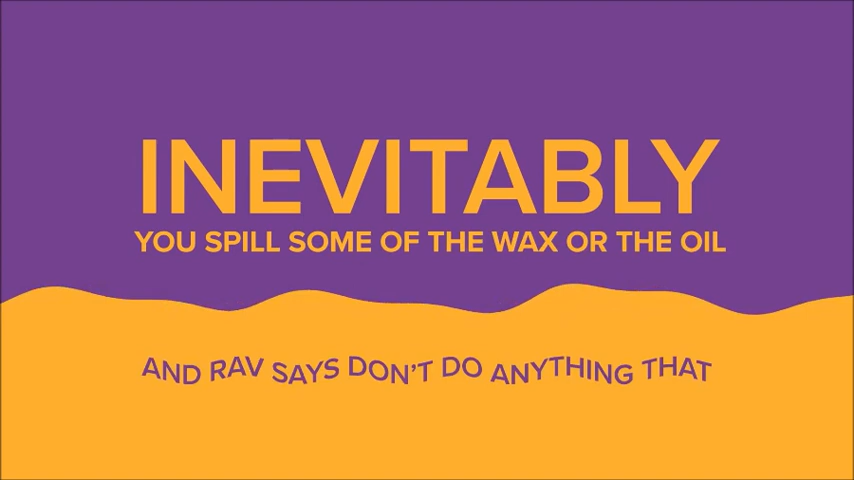 INEVITABLY
YOU SPILL SOME OF THE WAX OR THE OIL
AND RAV SAYS DON'T DO ANYTHING THAT